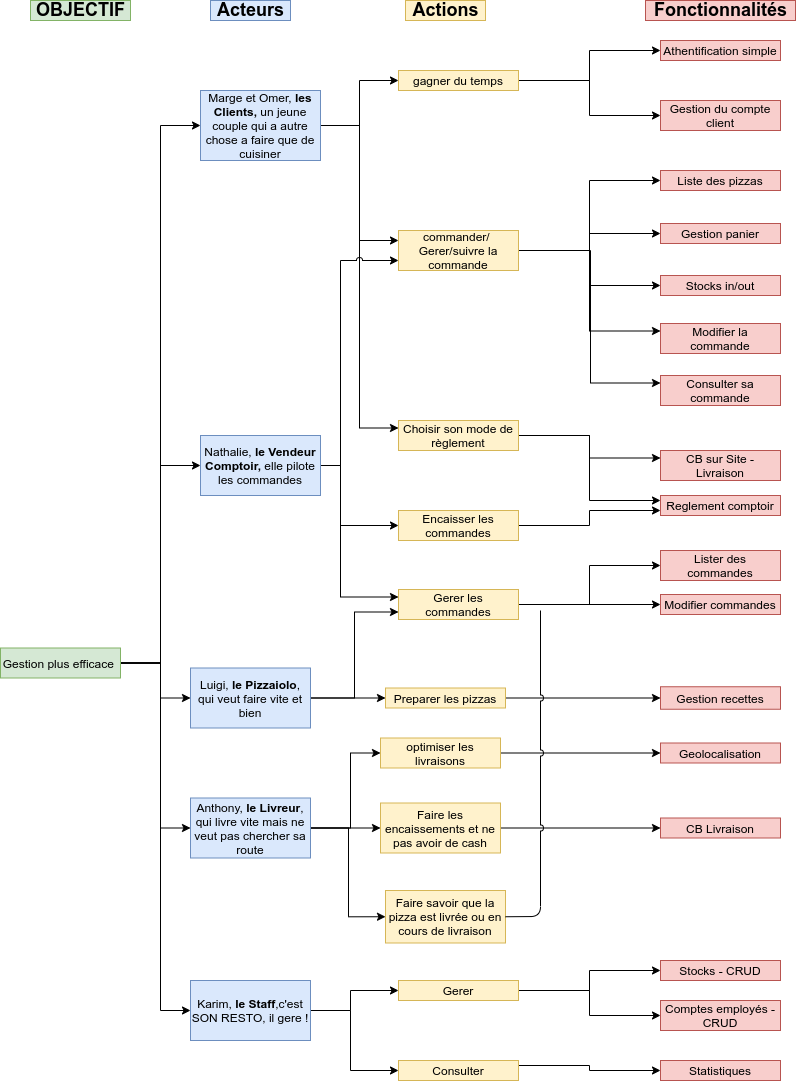 OBJECTIF
Acteurs
Actions
Fonctionnalités
Athentification simple
gagner du temps
Marge et Omer, les
Clients, un jeune
couple qui a autre
chose a faire que de
cuisiner
Gestion du compte
client
Liste des pizzas
commander/
Gerer/suivre la
commande
Gestion panier
Stocks in/out
Modifier la
commande
Consulter sa
commande
Choisir son mode de
règlement
Nathalie, le Vendeur
Comptoir, elle pilote
les commandes
CB sur Site -
Livraison
Reglement comptoir
Encaisser les
commandes
Lister des
commandes
Gerer les
commandes
Modifier commandes
Gestion plus efficace
Luigi, le Pizzaiolo,
qui veut faire vite et
bien
Preparer les pizzas
Gestion recettes
optimiser les
livraisons
Geolocalisation
Anthony, le Livreur,
qui livre vite mais ne
veut pas chercher sa
route
Faire les
encaissements et ne
pas avoir de cash
CB Livraison
Faire savoir que la
pizza est livrée ou en
cours de livraison
Stocks - CRUD
Karim, le Staff,c'est
SON RESTO, il gere !
Gerer
Comptes employés -
CRUD
Consulter
Statistiques